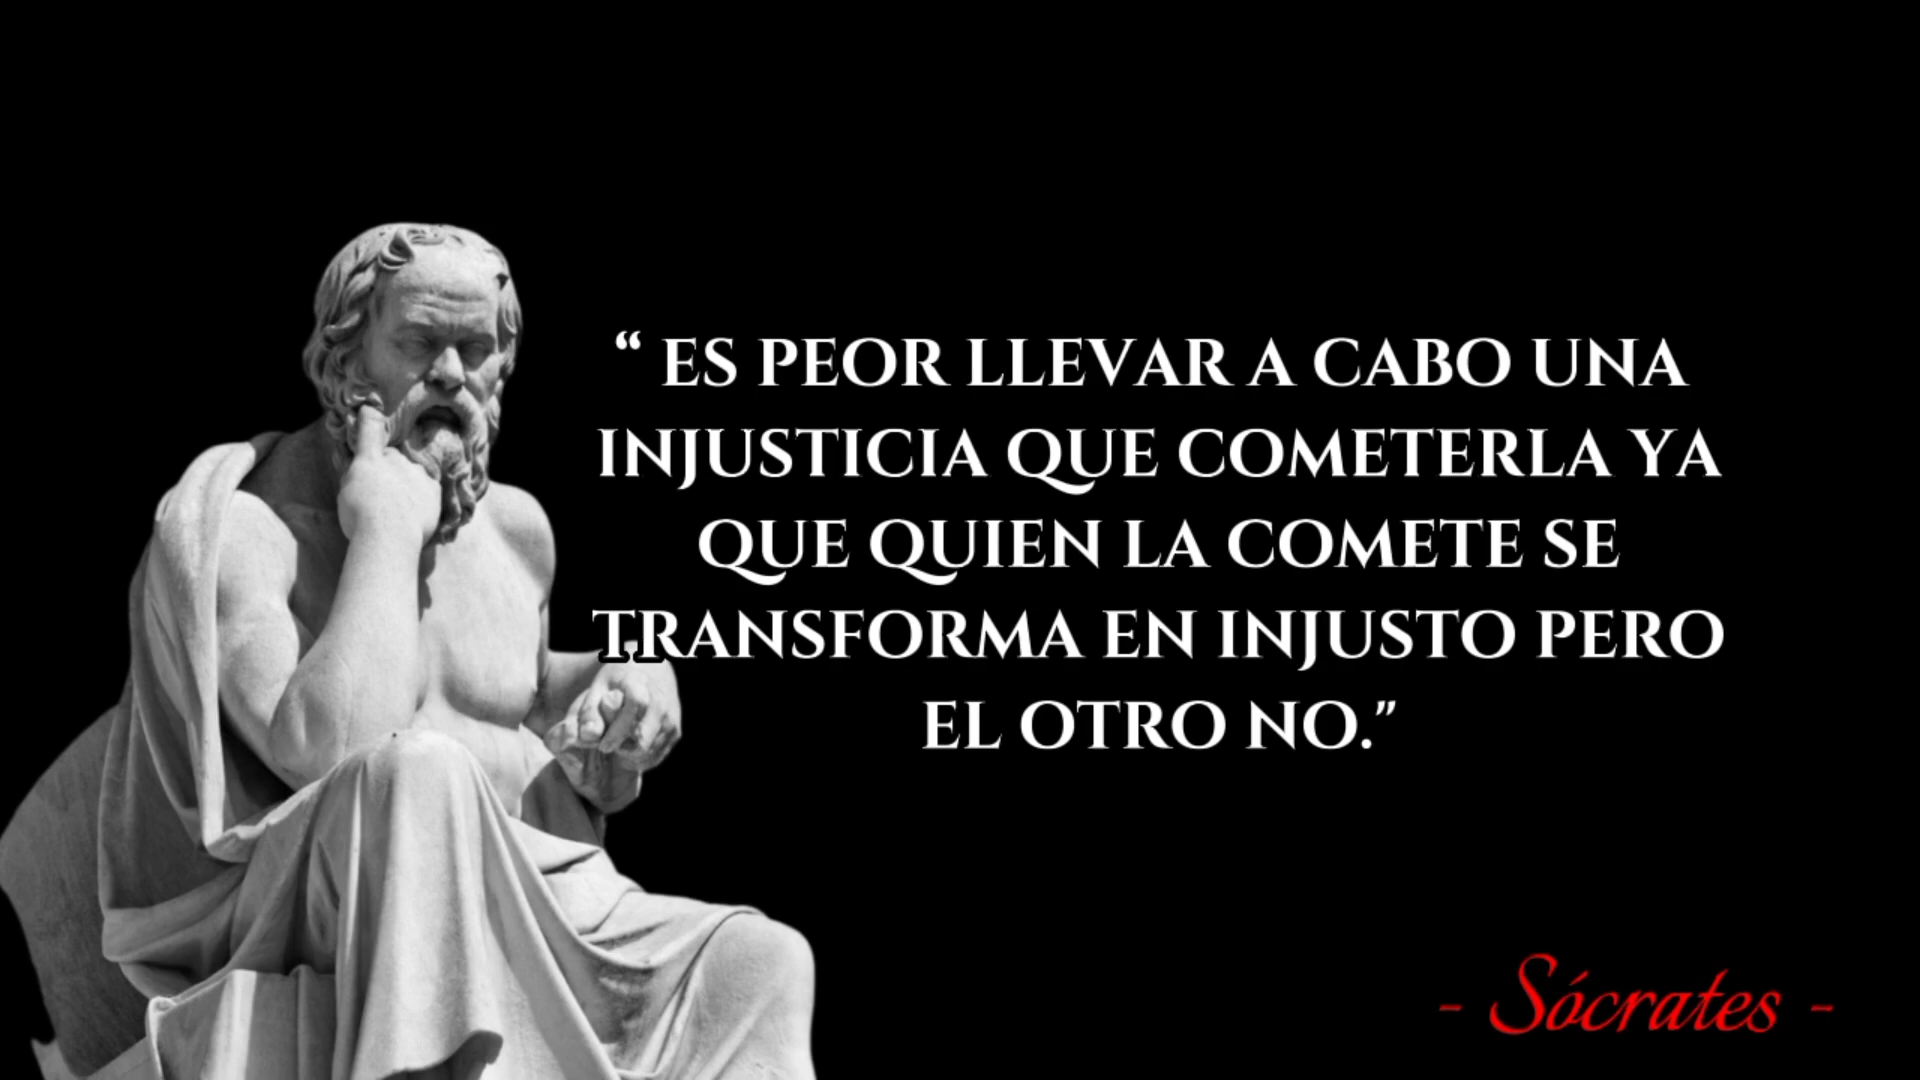 “ ES PEOR LLEVAR A CABO UNA
INJUSTICIA QUE COMETERLA YA
QUE QUIEN LA COMETE SE
TRANSFORMA EN INJUSTO PERO
EL OTRO NO.”
- Sócrates -